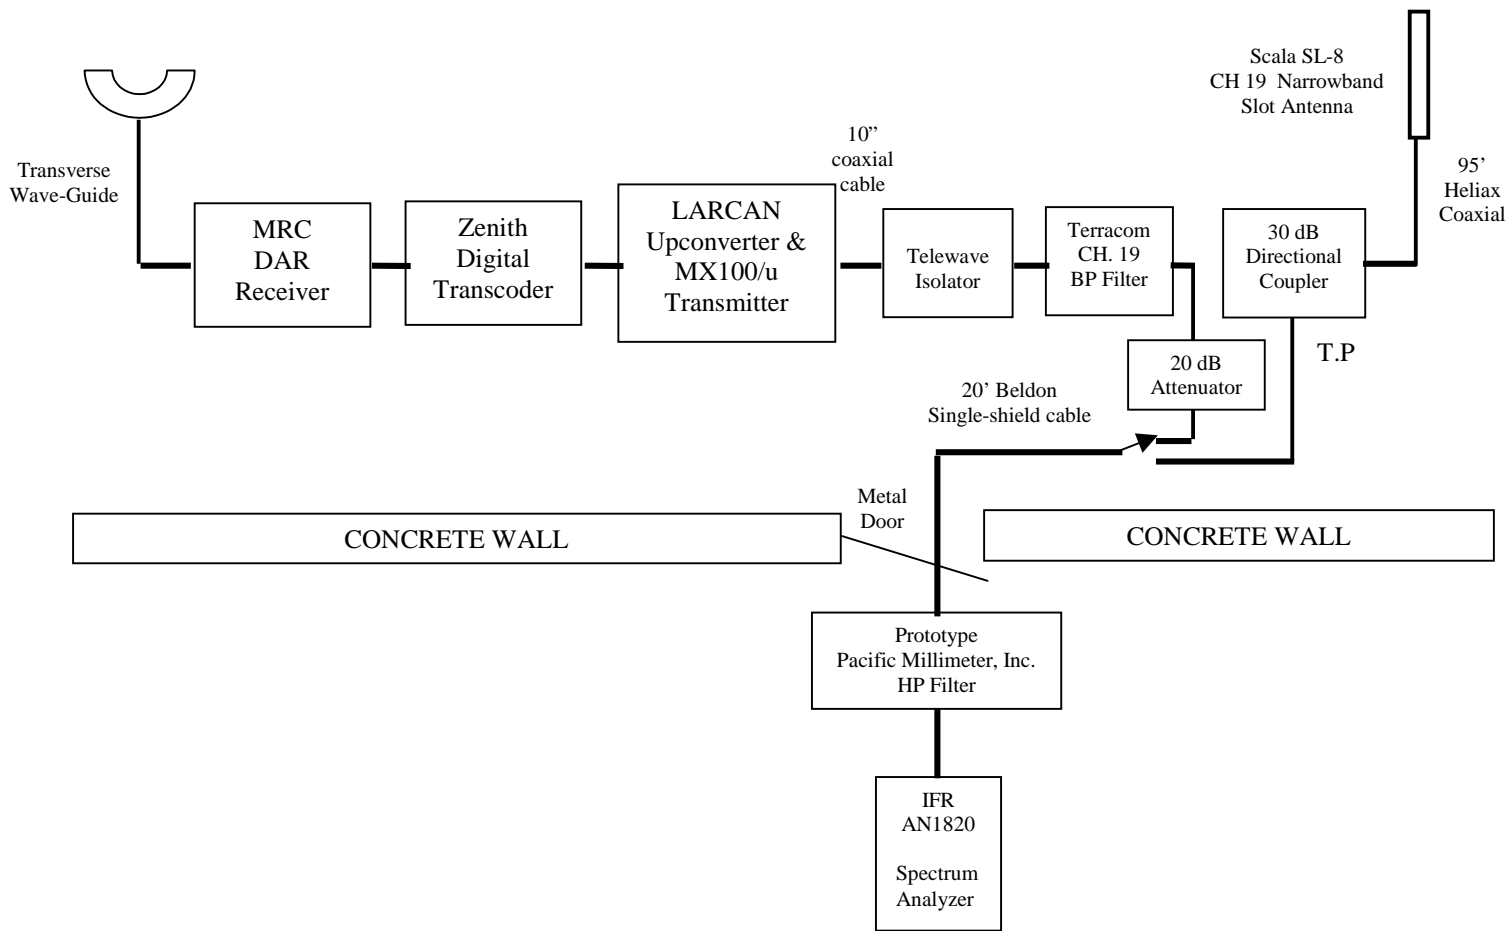 Scala SL-8
CH 19 Narrowband
Slot Antenna
Transverse
Wave-Guide
10”
coaxial
cable
95’
Heliax
Coaxial
MRC
DAR
Receiver
Zenith
Digital
Transcoder
LARCAN
Upconverter &
MX100/u
Transmitter
Telewave
Isolator
Terracom
CH. 19
BP Filter
30 dB
Directional
Coupler
T.P
20 dB
Attenuator
20’ Beldon
Single-shield cable
Metal
Door
CONCRETE WALL
CONCRETE WALL
Prototype
Pacific Millimeter, Inc.
HP Filter
IFR
AN1820
Spectrum
Analyzer